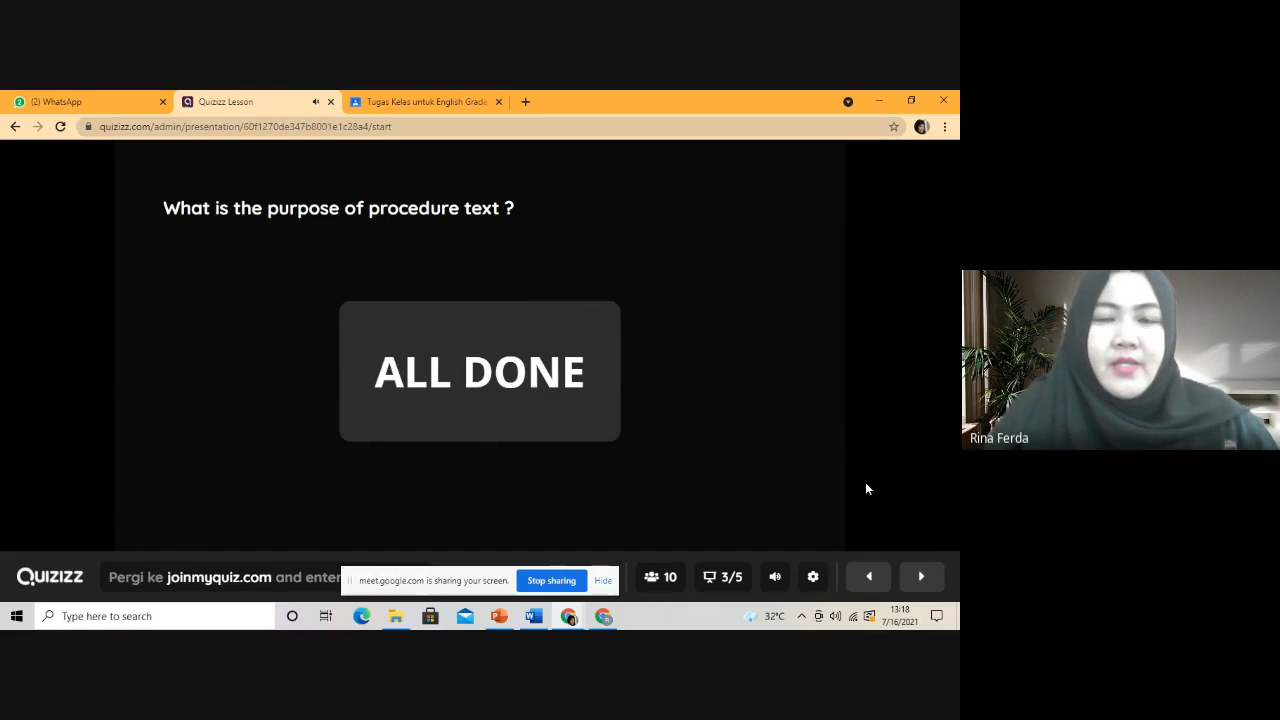 (2) WhatsApp
Quizizz Lesson
Tugas Kelas untuk English Grade
quizizz.com/admin/presentation/60f1270de347b8001e1c28a4/start
What is the purpose of procedure text ?
ALL DONE
Rina Ferda
QUIZIZZ
Pergi ke joinmyquiz.com and enter
meet.google.com is sharing your screen.
Stop sharing
Hide
10
3/5
Type here to search
32°C
13:18
7/16/2021